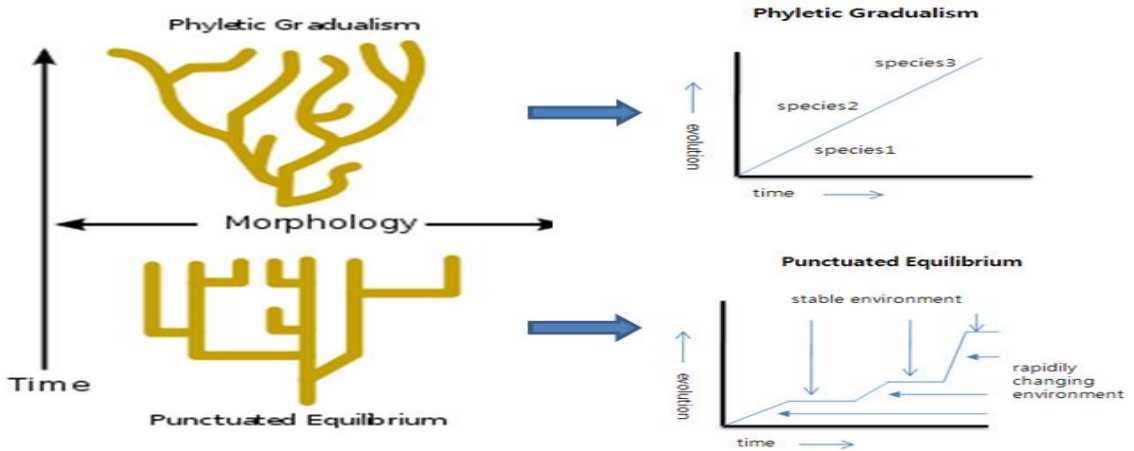 Phyletic Gradualism
Morphology
Time
Punctuated Equilibrium
Phyletic Gradualism
species3
species2
species1
evolution
time
Punctuated Equilibrium
stable environment
rapidily
changing
environment
evolution
time